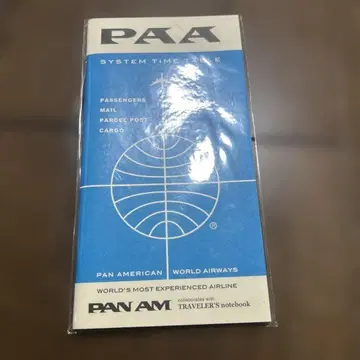 PAA
SYSTEM TIME TABLE
PASSENGERS
MAIL
PARCEL POST
CARGO
®
PAN AMERICAN WORLD AIRWAYS
WORLD'S MOST EXPERIENCED AIRLINE
PAN AM collaborates with TRAVELER'S notebook